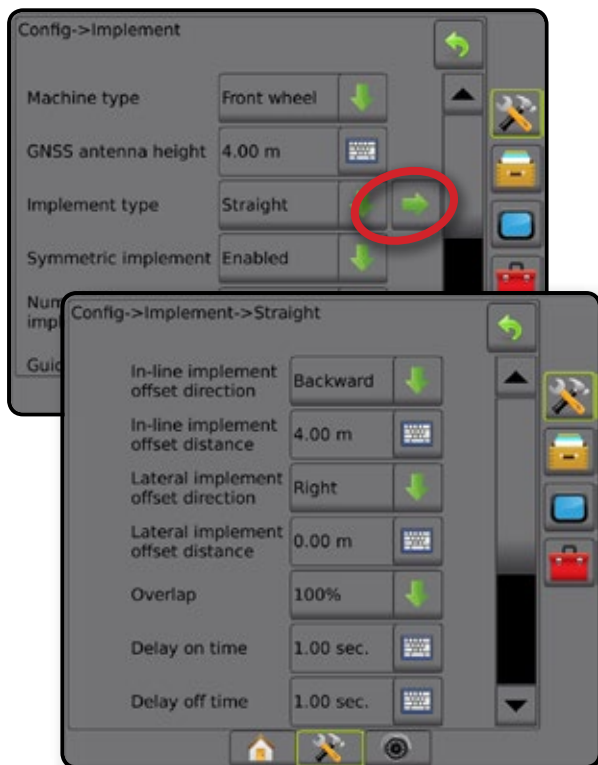 Config->Implement
Machine type Front wheel
GNSS antenna height 4.00 m
Implement type Straight
Symmetric implement Enabled
Config->Implement->Straight
In-line implement
offset direction Backward
In-line implement
offset distance 4.00 m
Lateral implement
offset direction Right
Lateral implement
offset distance 0.00 m
Overlap 100%
Delay on time 1.00 sec.
Delay off time 1.00 sec.